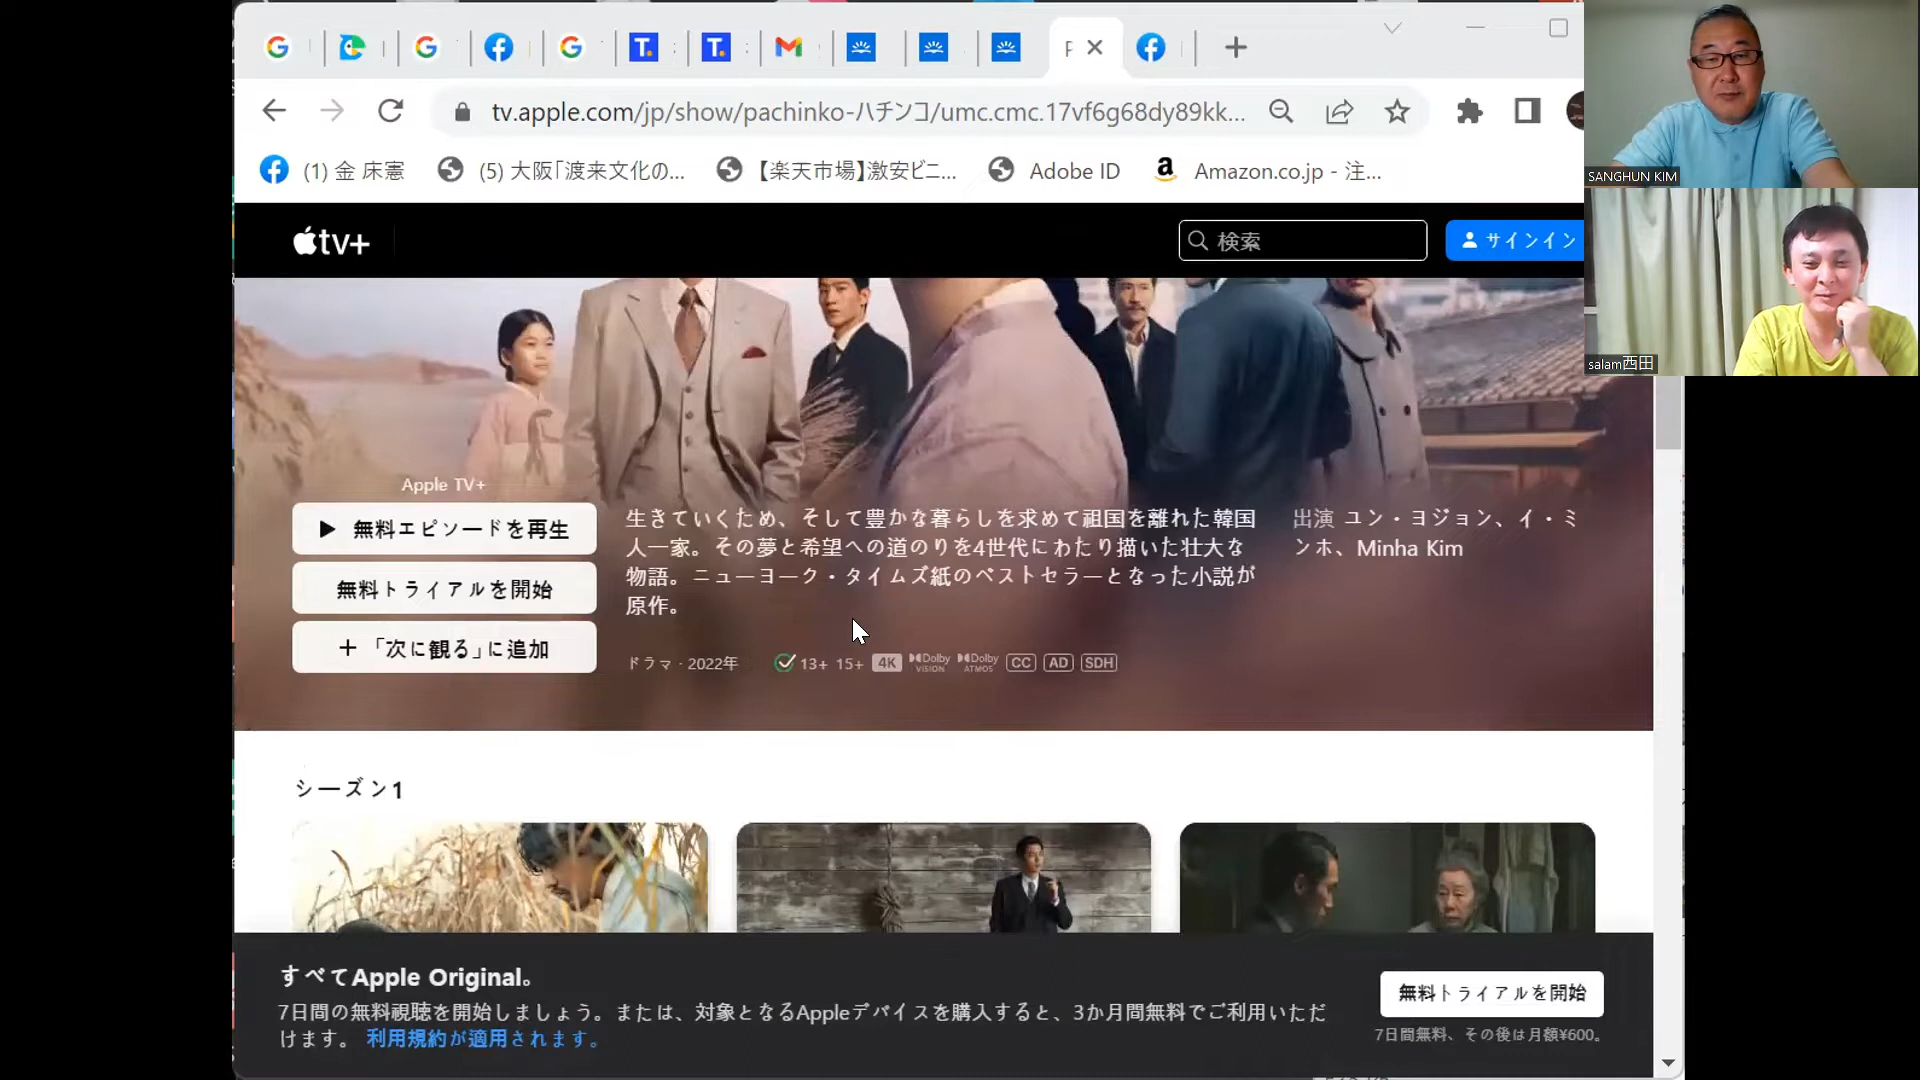 tv.apple.com/jp/show/pachinko-ハチンコ/umc.cmc.17vf6g68dy89kk...
(1) 金 床憲
(5) 大阪「渡来文化の...
【楽天市場】激安ビニ...
Adobe ID
Amazon.co.jp - 注...
SANGHUN KIM
tv+
検索
サインイン
salam西田
Apple TV+
無料エピソードを再生
無料トライアルを開始
+ 「次に観る」に追加
生きていくため、そして豊かな暮らしを求めて祖国を離れた韓国
人一家。その夢と希望への道のりを4世代にわたり描いた壮大な
物語。ニューヨーク・タイムズ紙のベストセラーとなった小説が
原作。
出演 ユン・ヨジョン、イ・ミ
ンホ、Minha Kim
ドラマ · 2022年
13+ 15+ 4K Dolby VISION Dolby ATMOS CC AD SDH
シーズン1
すべてApple Original。
7日間の無料視聴を開始しましょう。または、対象となるAppleデバイスを購入すると、3か月間無料でご利用いただ
けます。 利用規約が適用されます。
無料トライアルを開始
7日間無料、その後は月額¥600。